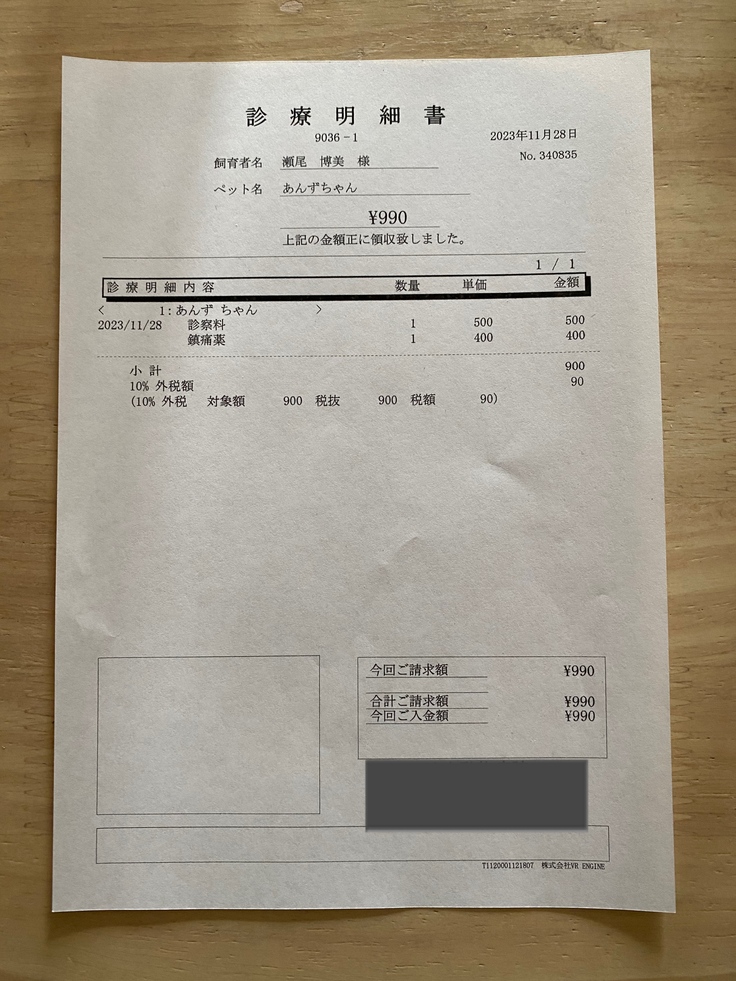 診療明細書
9036-1
2023年11月28日
No.340835
飼育者名 瀬尾 博美 様
ペット名 あんずちゃん
¥990
上記の金額正に領収致しました。
1 / 1
診療明細内容 数量 単価 金額
< 1:あんず ちゃん >
2023/11/28 診察料 1 500 500
鎮痛薬 1 400 400
小 計 900
10% 外税額 90
(10% 外税 対象額 900 税抜 900 税額 90)
今回ご請求額 ¥990
合計ご請求額 ¥990
今回ご入金額 ¥990
T1120001121807 株式会社VR ENGINE